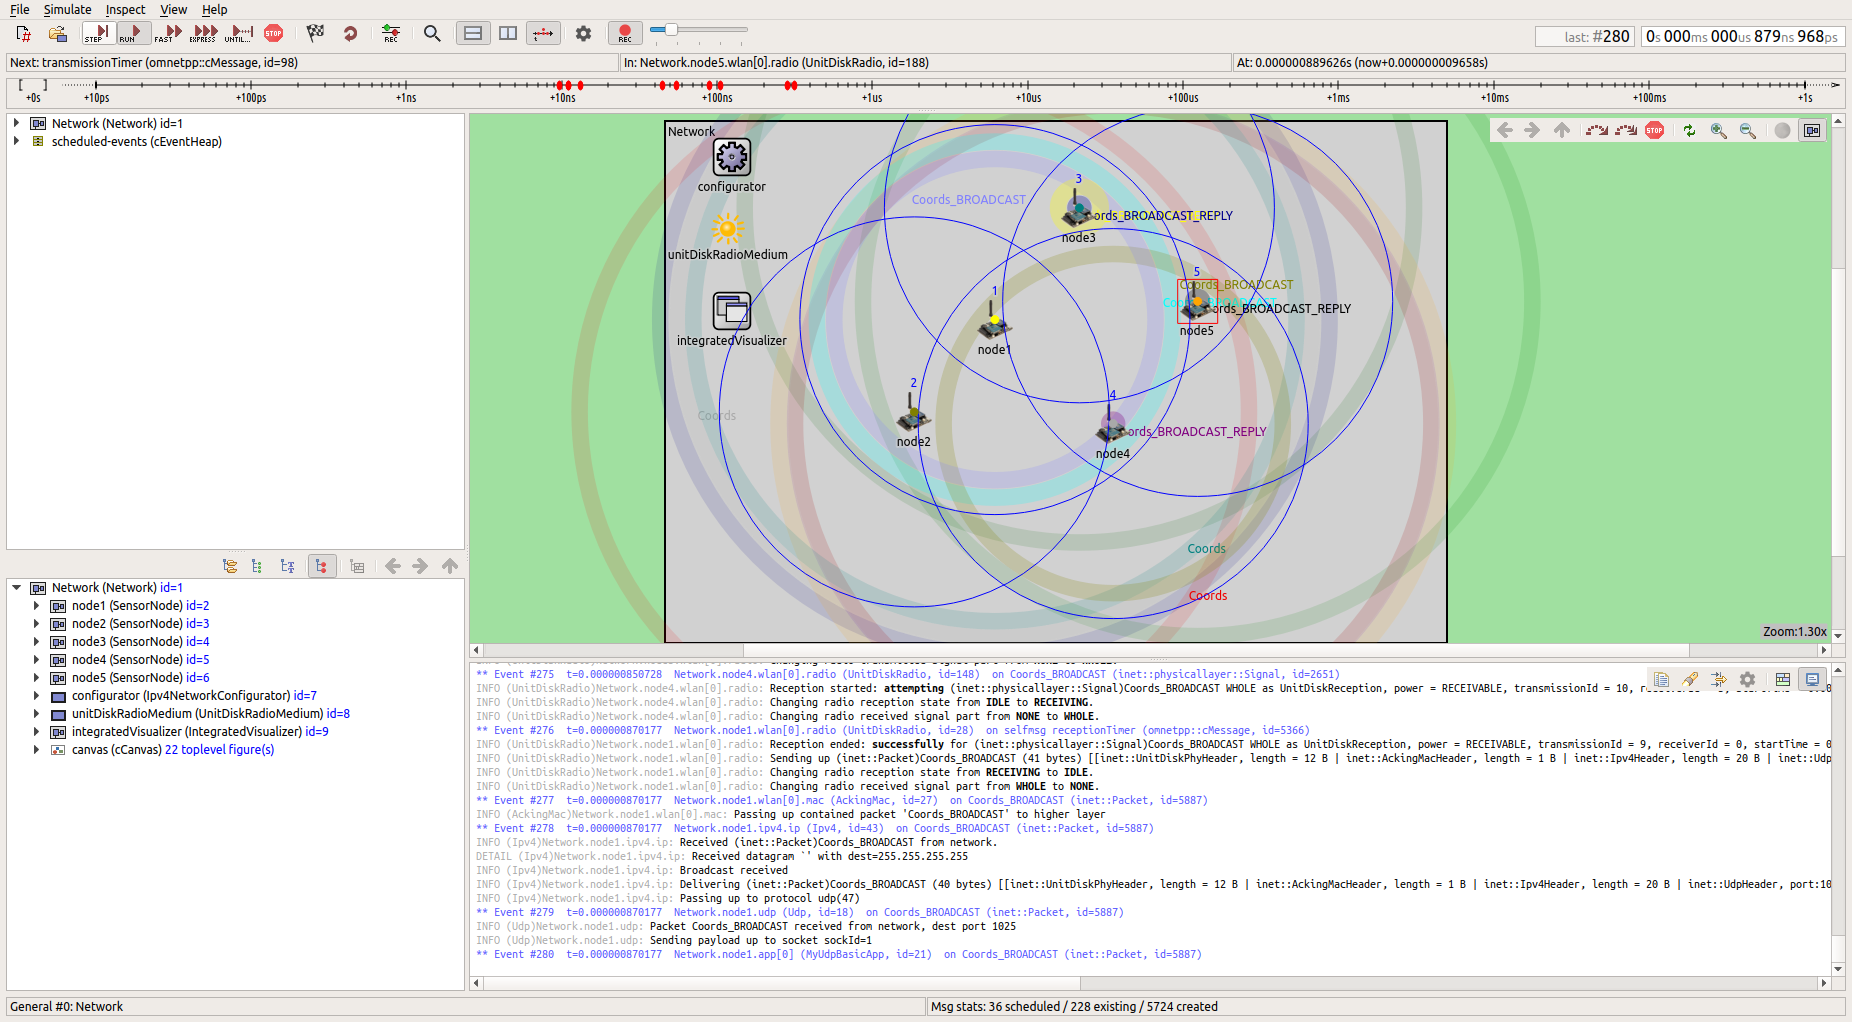 File Simulate Inspect View Help
STEP RUN FAST EXPRESS UNTIL... STOP REC REC
last: #280 0s 000ms 000us 879ns 968ps
Next: transmissionTimer (omnetpp::cMessage, id=98) In: Network.node5.wlan[0].radio (UnitDiskRadio, id=188) At: 0.000000889626s (now+0.000000009658s)
+0s +10ps +100ps +1ns +10ns +100ns +1us +10us +100us +1ms +10ms +100ms +1s
Network (Network) id=1
scheduled-events (cEventHeap)
Network (Network) id=1
node1 (SensorNode) id=2
node2 (SensorNode) id=3
node3 (SensorNode) id=4
node4 (SensorNode) id=5
node5 (SensorNode) id=6
configurator (Ipv4NetworkConfigurator) id=7
unitDiskRadioMedium (UnitDiskRadioMedium) id=8
integratedVisualizer (IntegratedVisualizer) id=9
canvas (cCanvas) 22 toplevel figure(s)
Network
STOP
configurator
unitDiskRadioMedium
integratedVisualizer
Coords_BROADCAST
3
ords_BROADCAST_REPLY
node3
5
Coords_BROADCAST
ords_BROADCAST_REPLY
node5
1
node1
2
node2
4
ords_BROADCAST_REPLY
node4
Coords
Coords
Coords
Zoom:1.30x
** Event #275 t=0.000000850728 Network.node4.wlan[0].radio (UnitDiskRadio, id=148) on Coords_BROADCAST (inet::physicallayer::Signal, id=2651)
INFO (UnitDiskRadio)Network.node4.wlan[0].radio: Reception started: attempting (inet::physicallayer::Signal)Coords_BROADCAST WHOLE as UnitDiskReception, power = RECEIVABLE, transmissionId = 10,
INFO (UnitDiskRadio)Network.node4.wlan[0].radio: Changing radio reception state from IDLE to RECEIVING.
INFO (UnitDiskRadio)Network.node4.wlan[0].radio: Changing radio received signal part from NONE to WHOLE.
** Event #276 t=0.000000870177 Network.node1.wlan[0].radio (UnitDiskRadio, id=28) on selfmsg receptionTimer (omnetpp::cMessage, id=5366)
INFO (UnitDiskRadio)Network.node1.wlan[0].radio: Reception ended: successfully for (inet::physicallayer::Signal)Coords_BROADCAST WHOLE as UnitDiskReception, power = RECEIVABLE, transmissionId = 9, receiverId = 0, startTime = 0
INFO (UnitDiskRadio)Network.node1.wlan[0].radio: Sending up (inet::Packet)Coords_BROADCAST (41 bytes) [[inet::UnitDiskPhyHeader, length = 12 B | inet::AckingMacHeader, length = 1 B | inet::Ipv4Header, length = 20 B | inet::Udp
INFO (UnitDiskRadio)Network.node1.wlan[0].radio: Changing radio reception state from RECEIVING to IDLE.
INFO (UnitDiskRadio)Network.node1.wlan[0].radio: Changing radio received signal part from WHOLE to NONE.
** Event #277 t=0.000000870177 Network.node1.wlan[0].mac (AckingMac, id=27) on Coords_BROADCAST (inet::Packet, id=5887)
INFO (AckingMac)Network.node1.wlan[0].mac: Passing up contained packet 'Coords_BROADCAST' to higher layer
** Event #278 t=0.000000870177 Network.node1.ipv4.ip (Ipv4, id=43) on Coords_BROADCAST (inet::Packet, id=5887)
INFO (Ipv4)Network.node1.ipv4.ip: Received (inet::Packet)Coords_BROADCAST from network.
DETAIL (Ipv4)Network.node1.ipv4.ip: Received datagram `' with dest=255.255.255.255
INFO (Ipv4)Network.node1.ipv4.ip: Broadcast received
INFO (Ipv4)Network.node1.ipv4.ip: Delivering (inet::Packet)Coords_BROADCAST (40 bytes) [[inet::UnitDiskPhyHeader, length = 12 B | inet::AckingMacHeader, length = 1 B | inet::Ipv4Header, length = 20 B | inet::UdpHeader, port:10
INFO (Ipv4)Network.node1.ipv4.ip: Passing up to protocol udp(47)
** Event #279 t=0.000000870177 Network.node1.udp (Udp, id=18) on Coords_BROADCAST (inet::Packet, id=5887)
INFO (Udp)Network.node1.udp: Packet Coords_BROADCAST received from network, dest port 1025
INFO (Udp)Network.node1.udp: Sending payload up to socket sockId=1
** Event #280 t=0.000000870177 Network.node1.app[0] (MyUdpBasicApp, id=21) on Coords_BROADCAST (inet::Packet, id=5887)
General #0: Network Msg stats: 36 scheduled / 228 existing / 5724 created